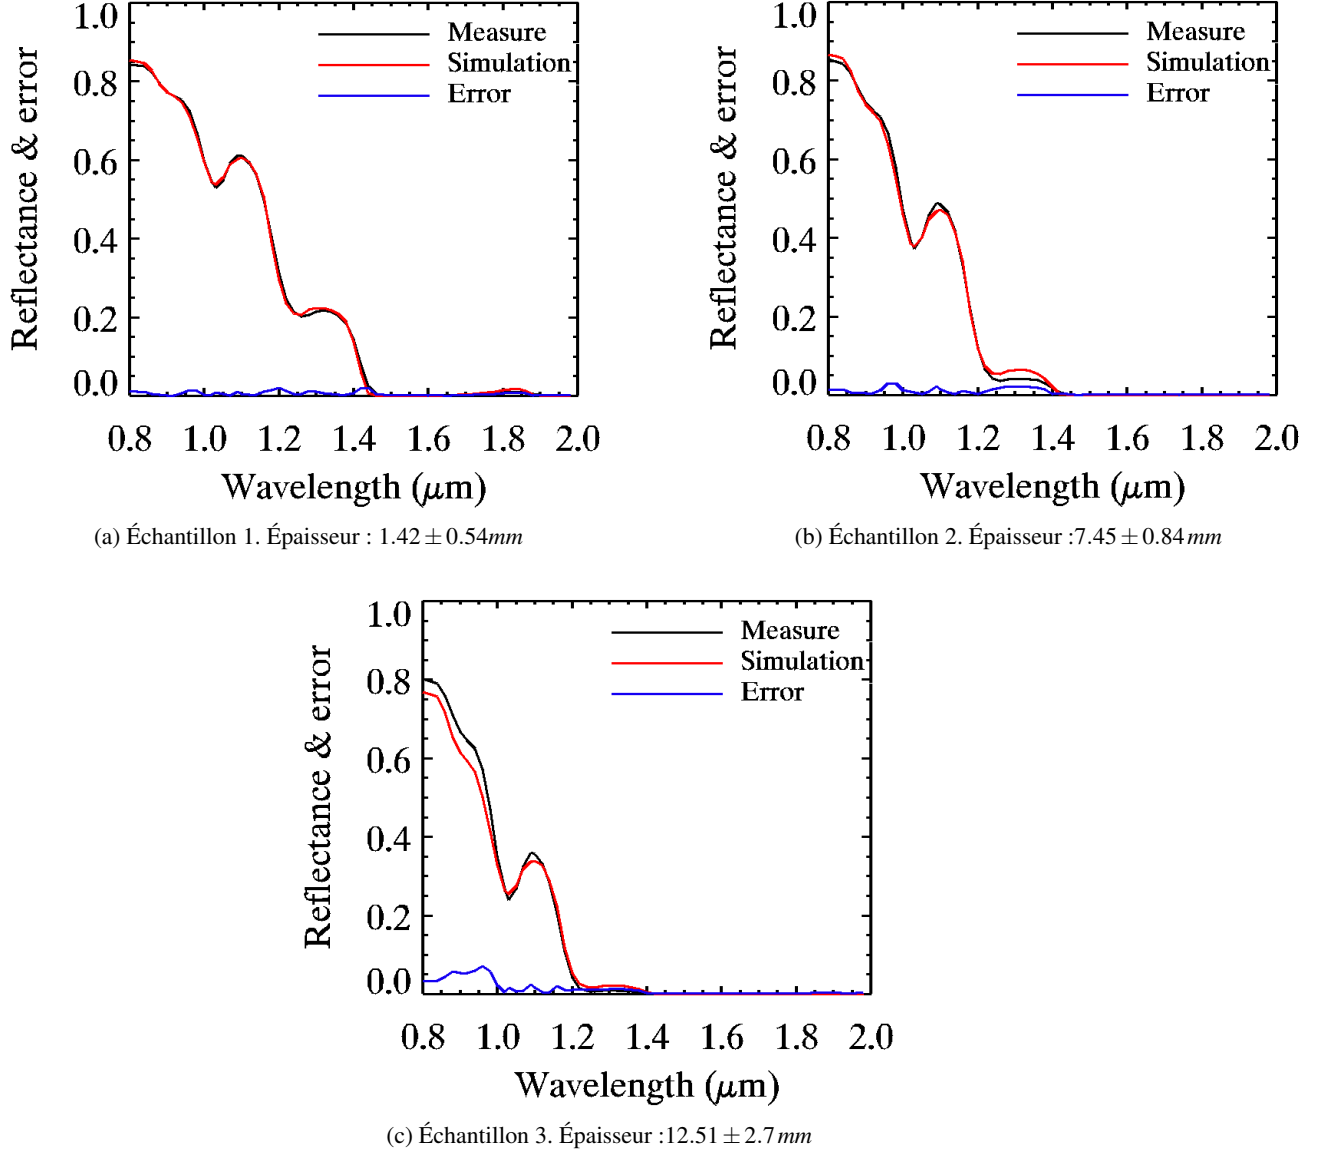 1.0
0.8
0.6
0.4
0.2
0.0
Reflectance & error
Measure
Simulation
Error
0.8 1.0 1.2 1.4 1.6 1.8 2.0
Wavelength (μm)
(a) Échantillon 1. Épaisseur : 1.42 ± 0.54mm
1.0
0.8
0.6
0.4
0.2
0.0
Reflectance & error
Measure
Simulation
Error
0.8 1.0 1.2 1.4 1.6 1.8 2.0
Wavelength (μm)
(b) Échantillon 2. Épaisseur :7.45 ± 0.84mm
1.0
0.8
0.6
0.4
0.2
0.0
Reflectance & error
Measure
Simulation
Error
0.8 1.0 1.2 1.4 1.6 1.8 2.0
Wavelength (μm)
(c) Échantillon 3. Épaisseur :12.51 ± 2.7mm